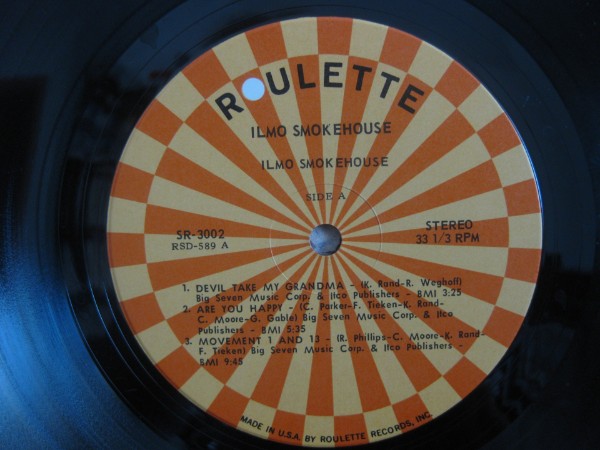 ROULETTE
ILMO SMOKEHOUSE
ILMO SMOKEHOUSE
SIDE A
SR-3002
RSD-589 A
STEREO
33 1/3 RPM
1. DEVIL TAKE MY GRANDMA - (K. Rand-R. Weghoff)
Big Seven Music Corp. & Ilco Publishers - BMI 3:25
2. ARE YOU HAPPY - (C. Parker-F. Tieken-K. Rand-
C. Moore-G. Gable) Big Seven Music Corp. & Ilco
Publishers - BMI 5:35
3. MOVEMENT 1 AND 13 - (R. Phillips-C. Moore-K. Rand-
F. Tieken) Big Seven Music Corp. & Ilco Publishers -
BMI 9:45
MADE IN U.S.A. BY ROULETTE RECORDS, INC.